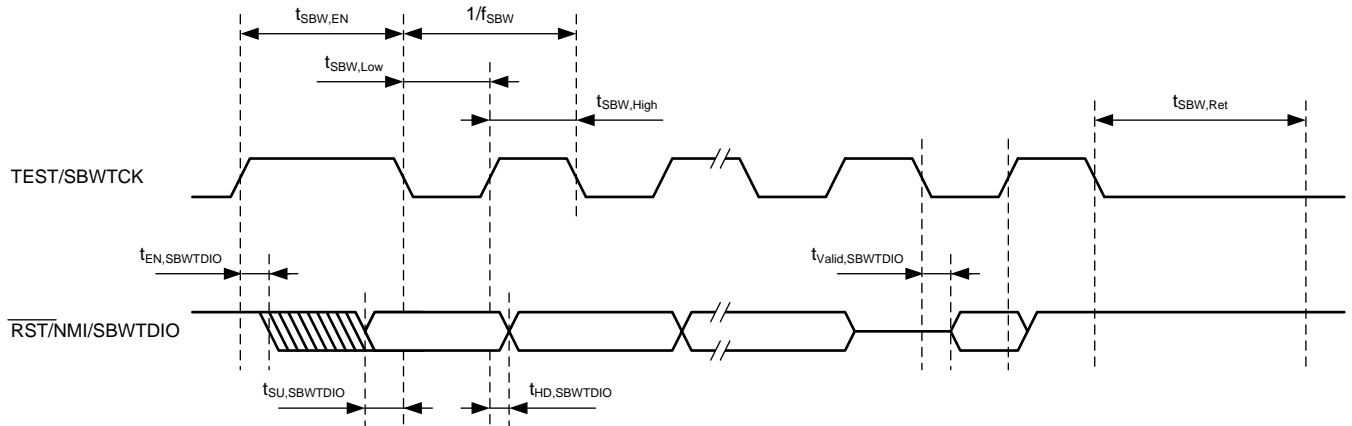 tSBW,EN
1/fSBW
tSBW,Low
tSBW,High
tSBW,Ret
TEST/SBWTCK
tEN,SBWTDIO
tValid,SBWTDIO
RST/NMI/SBWTDIO
tSU,SBWTDIO
tHD,SBWTDIO